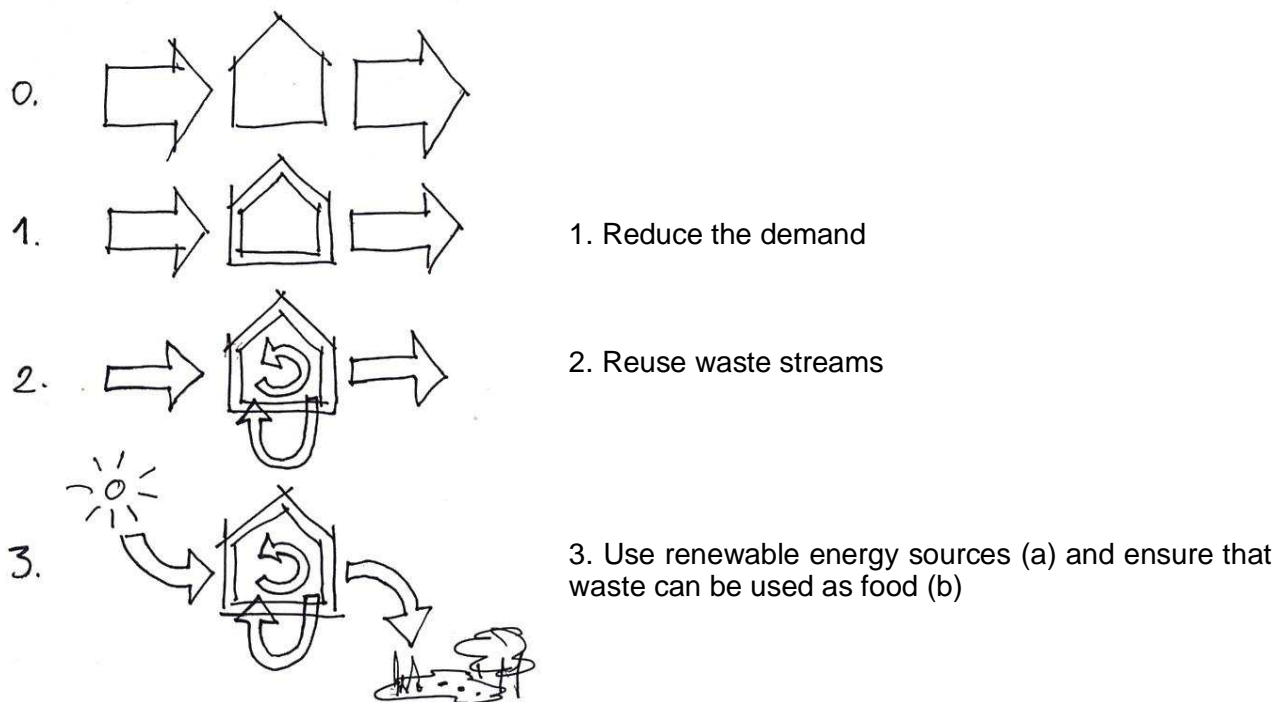 0.
1.
1. Reduce the demand
2.
2. Reuse waste streams
3.
3. Use renewable energy sources (a) and ensure that
waste can be used as food (b)